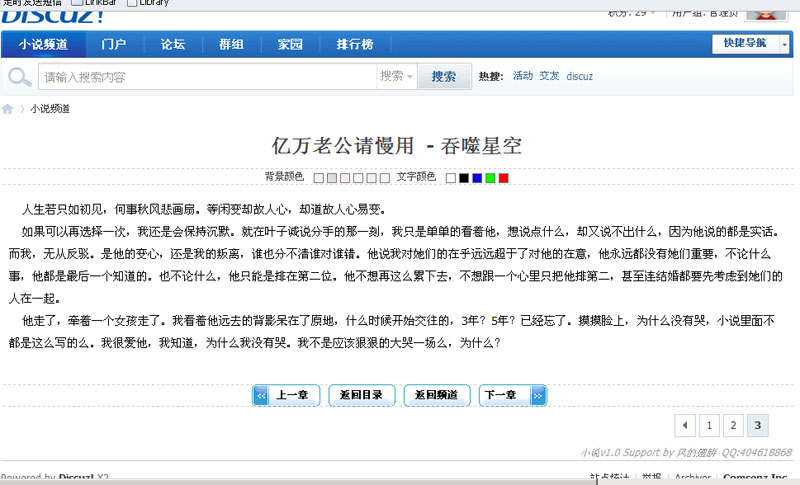 定时发送短信 LinkBar Library
DISCUZ!
积分: 29 用户组: 管理员
小说频道 门户 论坛 群组 家园 排行榜 快捷导航
请输入搜索内容 搜索 搜索 热搜: 活动 交友 discuz
小说频道
亿万老公请慢用 - 吞噬星空
背景颜色 文字颜色
人生若只如初见，何事秋风悲画扇。等闲变却故人心，却道故人心易变。
如果可以再选择一次，我还是会保持沉默。就在叶子诚说分手的那一刻，我只是单单的看着他，想说点什么，却又说不出什么，因为他说的都是实话。
而我，无从反驳。是他的变心，还是我的叛离，谁也分不清谁对谁错。他说我对她们的在乎远远超于了对他的在意，他永远都没有她们重要，不论什么
事，他都是最后一个知道的。也不论什么，他只能是排在第二位。他不想再这么累下去，不想跟一个心里只把他排第二，甚至连结婚都要先考虑到她们的
人在一起。
他走了，牵着一个女孩走了。我看着他远去的背影呆在了原地，什么时候开始交往的，3年？5年？已经忘了。摸摸脸上，为什么没有哭，小说里面不
都是这么写的么。我很爱他，我知道，为什么我没有哭。我不是应该狠狠的大哭一场么，为什么？
上一章 返回目录 返回频道 下一章
1 2 3
小说v1.0 Support by 风的翅膀 QQ:404618868
Powered by Discuz! X2 站点统计 | 举报 | Archiver | Comsenz Inc.